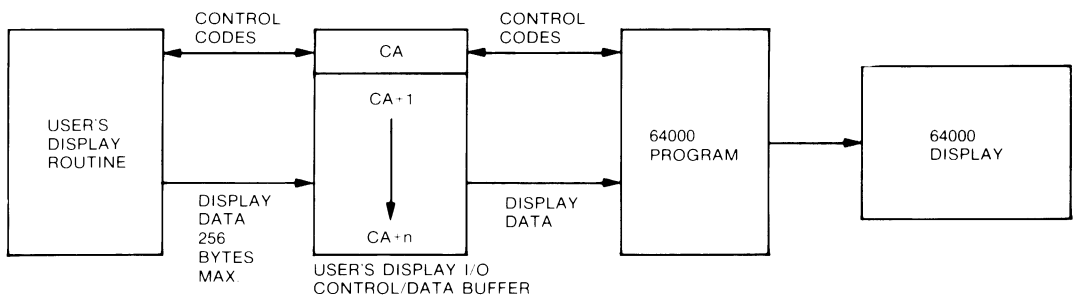 CONTROL
CODES
CA
CONTROL
CODES
USER'S
DISPLAY
ROUTINE
CA+1
64000
PROGRAM
64000
DISPLAY
DISPLAY
DATA
256
BYTES
MAX.
CA+n
DISPLAY
DATA
USER'S DISPLAY I/O
CONTROL/DATA BUFFER